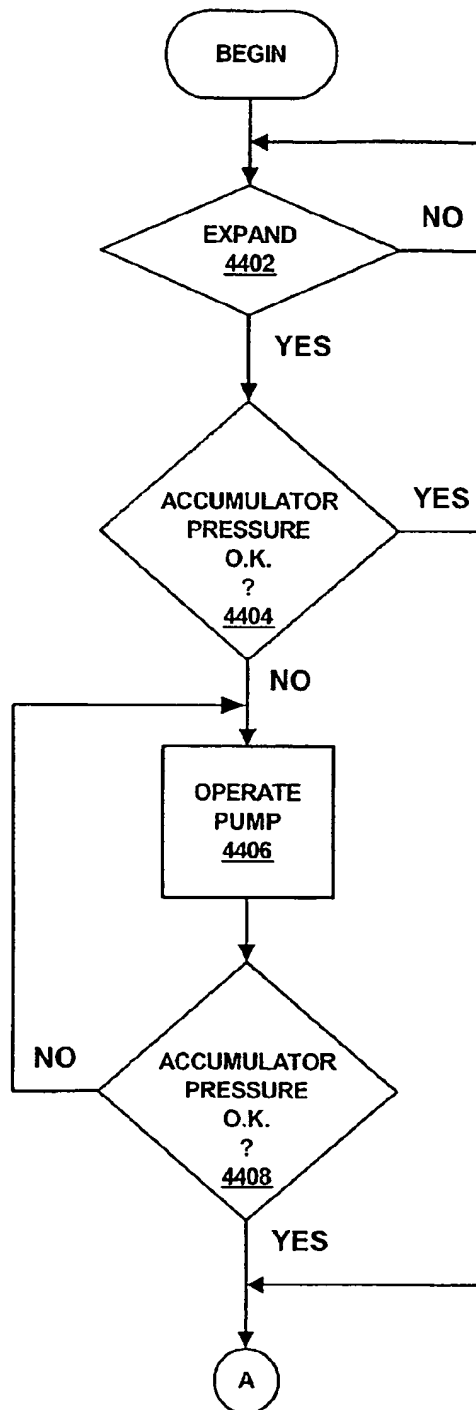 BEGIN
EXPAND
4402
NO
YES
ACCUMULATOR
PRESSURE
O.K.
?
4404
YES
NO
OPERATE
PUMP
4406
ACCUMULATOR
PRESSURE
O.K.
?
4408
NO
YES
A